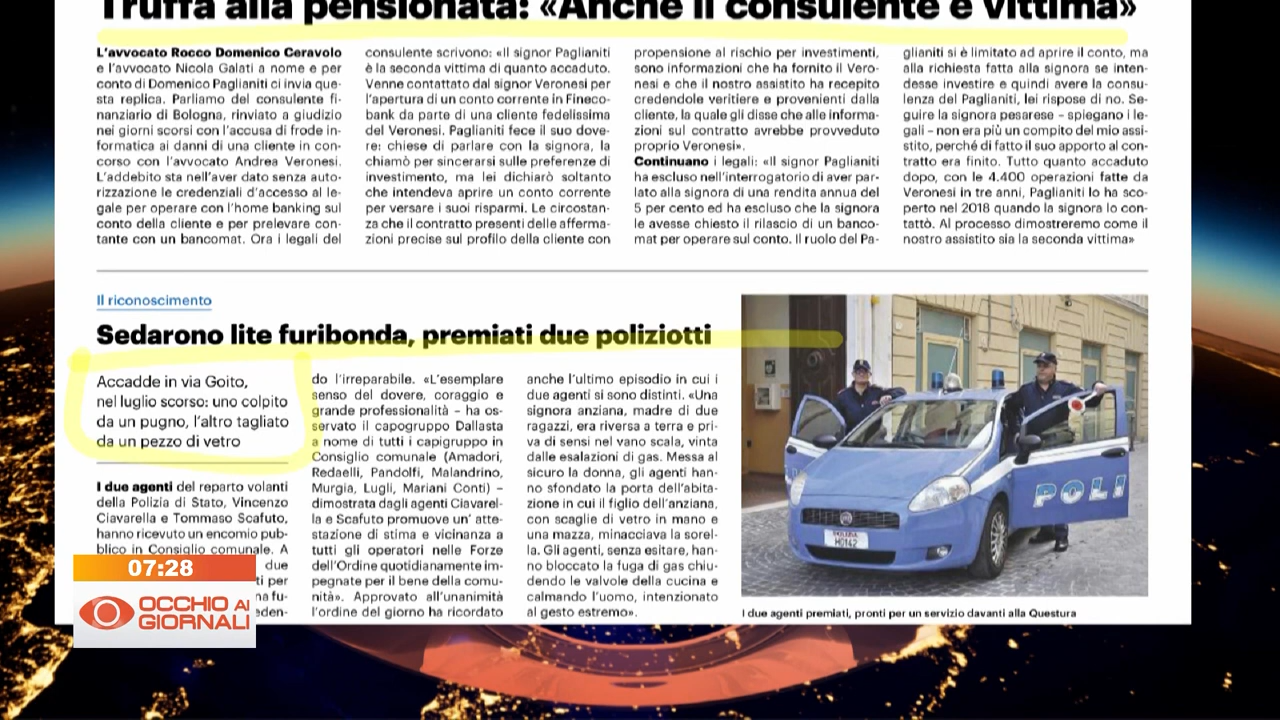 Truffa alla pensionata: «Anche il consulente è vittima»
L'avvocato Rocco Domenico Ceravolo
e l'avvocato Nicola Galati a nome e per
conto di Domenico Paglianiti ci invia que-
sta replica. Parliamo del consulente fi-
nanziario di Bologna, rinviato a giudizio
nei giorni scorsi con l'accusa di frode in-
formatica ai danni di una cliente in con-
corso con l'avvocato Andrea Veronesi.
L'addebito sta nell'aver dato senza auto-
rizzazione le credenziali d'accesso al le-
gale per operare con l'home banking sul
conto della cliente e per prelevare con-
tante con un bancomat. Ora i legali del
consulente scrivono: «Il signor Paglianiti
è la seconda vittima di quanto accaduto.
Venne contattato dal signor Veronesi per
l'apertura di un conto corrente in Fineco-
bank da parte di una cliente fedelissima
del Veronesi. Paglianiti fece il suo dove-
re: chiese di parlare con la signora, la
chiamò per sincerarsi sulle preferenze di
investimento, ma lei dichiarò soltanto
che intendeva aprire un conto corrente
per versare i suoi risparmi. Le circostan-
za che il contratto presenti delle afferma-
zioni precise sul profilo della cliente con
propensione al rischio per investimenti,
sono informazioni che ha fornito il Vero-
nesi e che il nostro assistito ha recepito
credendole veritiere e provenienti dalla
cliente, la quale gli disse che alle informa-
zioni sul contratto avrebbe provveduto
proprio Veronesi».
Continuano i legali: «Il signor Paglianiti
ha escluso nell'interrogatorio di aver par-
lato alla signora di una rendita annua del
5 per cento ed ha escluso che la signora
le avesse chiesto il rilascio di un banco-
mat per operare sul conto. Il ruolo del Pa-
glianiti si è limitato ad aprire il conto, ma
alla richiesta fatta alla signora se inten-
desse investire e quindi avere la consu-
lenza del Paglianiti, lei rispose di no. Se-
guire la signora pesarese – spiegano i le-
gali – non era più un compito del mio assi-
stito, perché di fatto il suo apporto al con-
tratto era finito. Tutto quanto accaduto
dopo, con le 4.400 operazioni fatte da
Veronesi in tre anni, Paglianiti lo ha sco-
perto nel 2018 quando la signora lo con-
tattò. Al processo dimostreremo come il
nostro assistito sia la seconda vittima»
Il riconoscimento
Sedarono lite furibonda, premiati due poliziotti
Accadde in via Goito,
nel luglio scorso: uno colpito
da un pugno, l'altro tagliato
da un pezzo di vetro
I due agenti del reparto volanti
della Polizia di Stato, Vincenzo
Ciavarella e Tommaso Scafuto,
hanno ricevuto un encomio pub-
blico in Consiglio comunale. A
due
ti per
na fu-
eden-
do l'irreparabile. «L'esemplare
senso del dovere, coraggio e
grande professionalità – ha os-
servato il capogruppo Dallasta
a nome di tutti i capigruppo in
Consiglio comunale (Amadori,
Redaelli, Pandolfi, Malandrino,
Murgia, Lugli, Mariani Conti) –
dimostrata dagli agenti Ciavarel-
la e Scafuto promuove un' atte-
stazione di stima e vicinanza a
tutti gli operatori nelle Forze
dell'Ordine quotidianamente im-
pegnate per il bene della comu-
nità». Approvato all'unanimità
l'ordine del giorno ha ricordato
anche l'ultimo episodio in cui i
due agenti si sono distinti. «Una
signora anziana, madre di due
ragazzi, era riversa a terra e pri-
va di sensi nel vano scala, vinta
dalle esalazioni di gas. Messa al
sicuro la donna, gli agenti han-
no sfondato la porta dell'abita-
zione in cui il figlio dell'anziana,
con scaglie di vetro in mano e
una mazza, minacciava la sorel-
la. Gli agenti, senza esitare, han-
no bloccato la fuga di gas chiu-
dendo le valvole della cucina e
calmando l'uomo, intenzionato
al gesto estremo».
POLI
POLIZIA
H0142
I due agenti premiati, pronti per un servizio davanti alla Questura
07:28
OCCHIO AI
GIORNALI